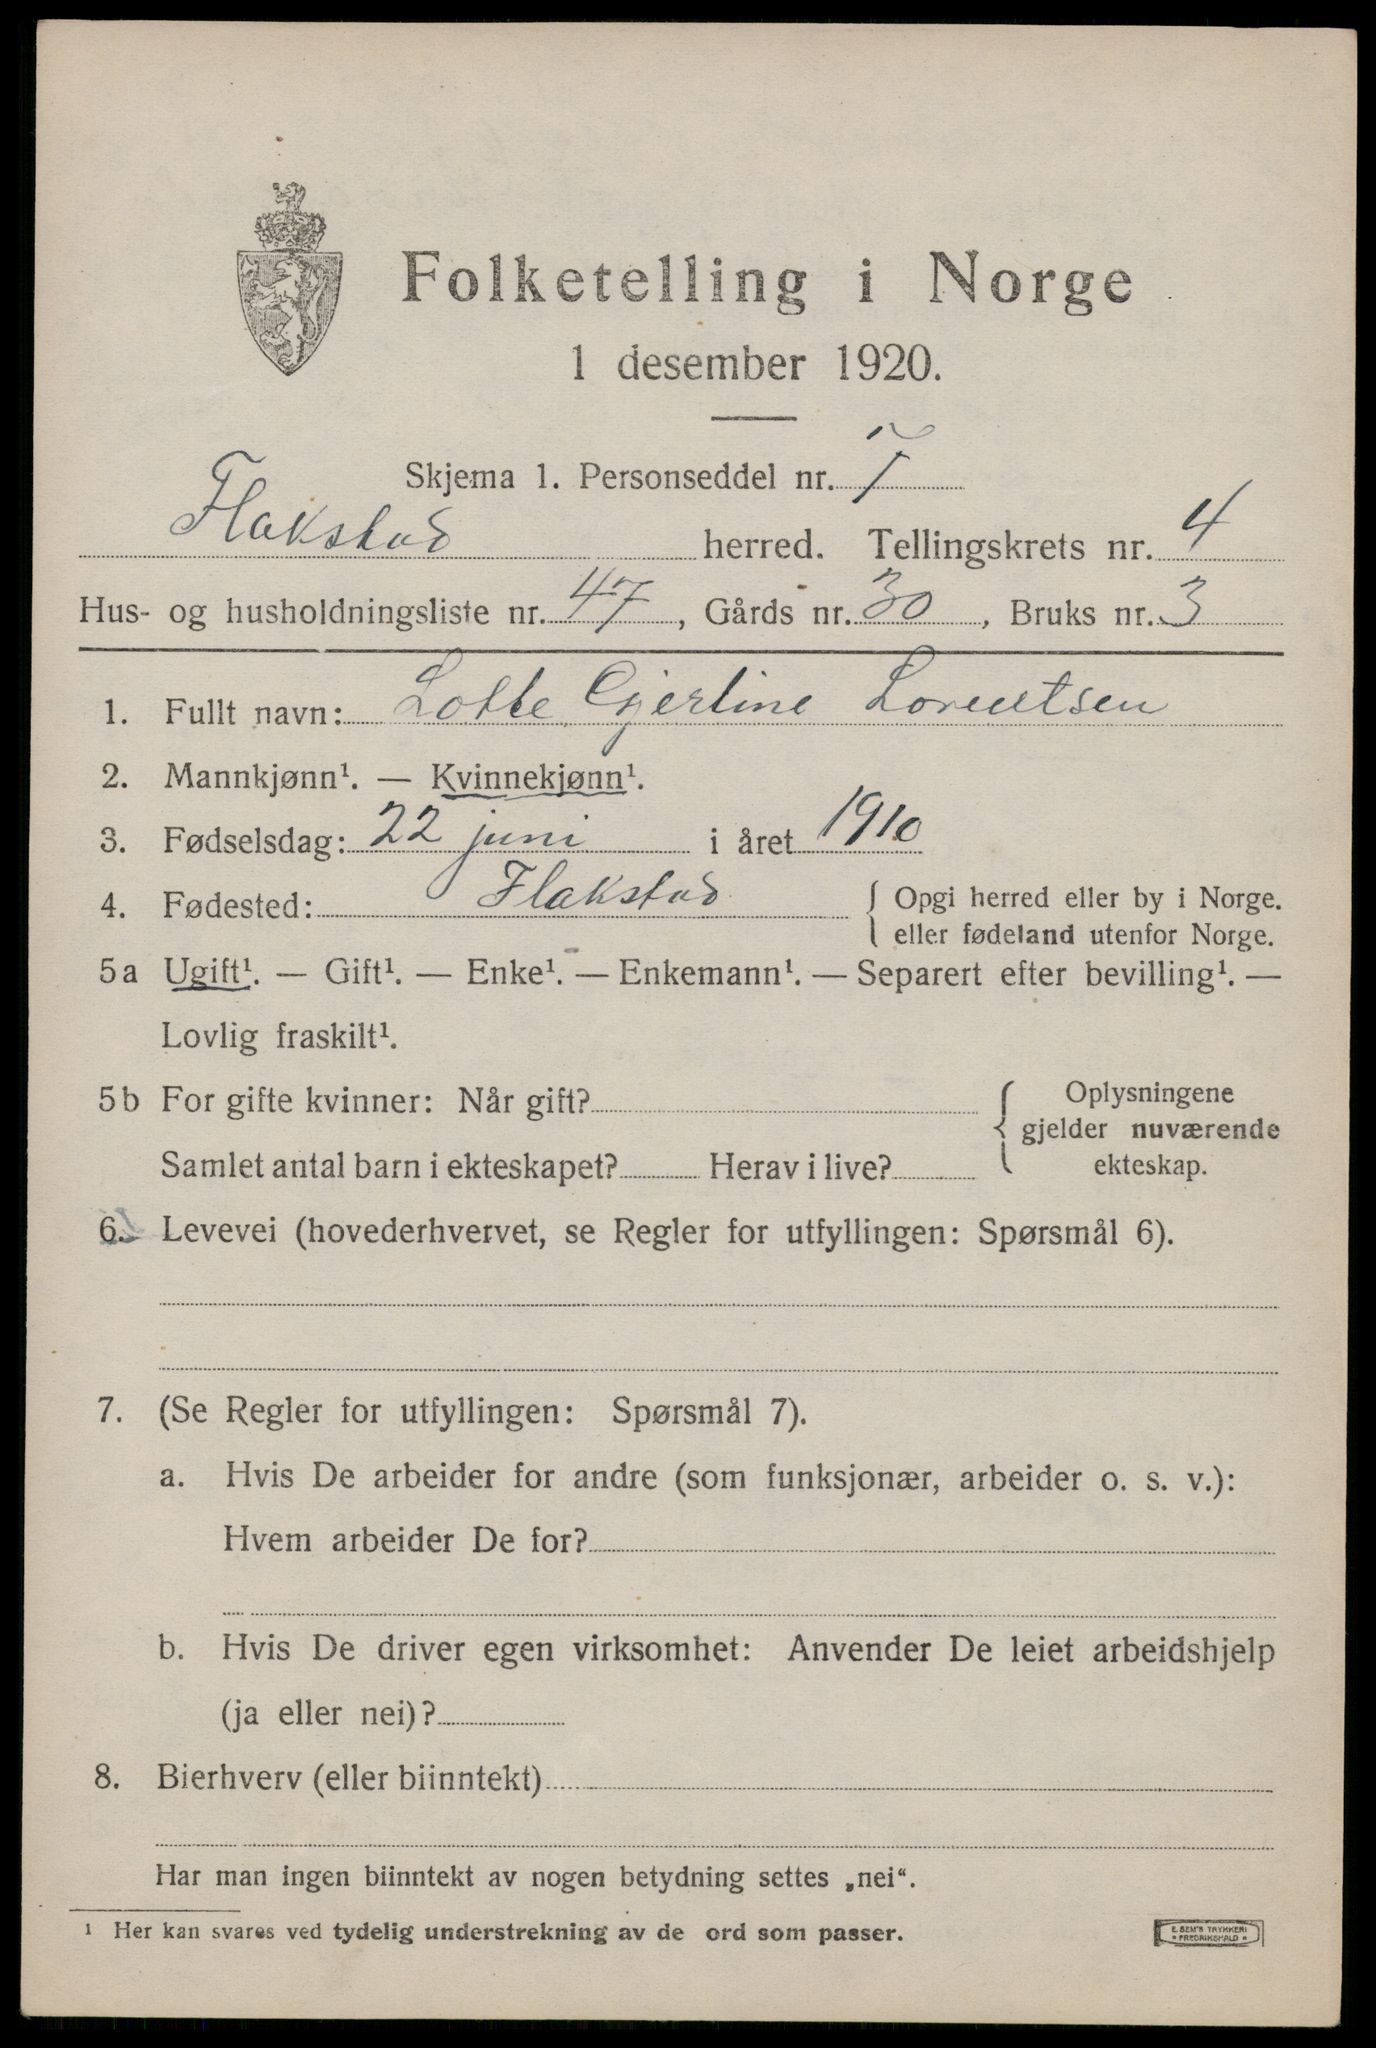 Folketelling i Norge
1 desember 1920.
Skjema 1. Personseddel nr. 7
Flakstad herred. Tellingskrets nr. 4
Hus- og husholdningsliste nr. 47, Gårds nr. 30, Bruks nr. 3
1. Fullt navn: Lotte Gjertine Lorentsen
2. Mannkjønn¹. — Kvinnekjønn¹.
3. Fødselsdag: 22 juni i året 1910
4. Fødested: Flakstad { Opgi herred eller by i Norge.
eller fødeland utenfor Norge.
5a Ugift¹. — Gift¹. — Enke¹. — Enkemann¹. — Separert efter bevilling¹. —
Lovlig fraskilt¹.
5b For gifte kvinner: Når gift? { Oplysningene
gjelder nuværende
Samlet antal barn i ekteskapet? Herav i live? ekteskap.
6. Levevei (hovederhvervet, se Regler for utfyllingen: Spørsmål 6).
7. (Se Regler for utfyllingen: Spørsmål 7).
a. Hvis De arbeider for andre (som funksjonær, arbeider o. s. v.):
Hvem arbeider De for?
b. Hvis De driver egen virksomhet: Anvender De leiet arbeidshjelp
(ja eller nei)?
8. Bierhverv (eller biinntekt)
Har man ingen biinntekt av nogen betydning settes „nei“.
¹ Her kan svares ved tydelig understrekning av de ord som passer.
E. SEM'S TRYKKERI
* FREDRIKSHALD *